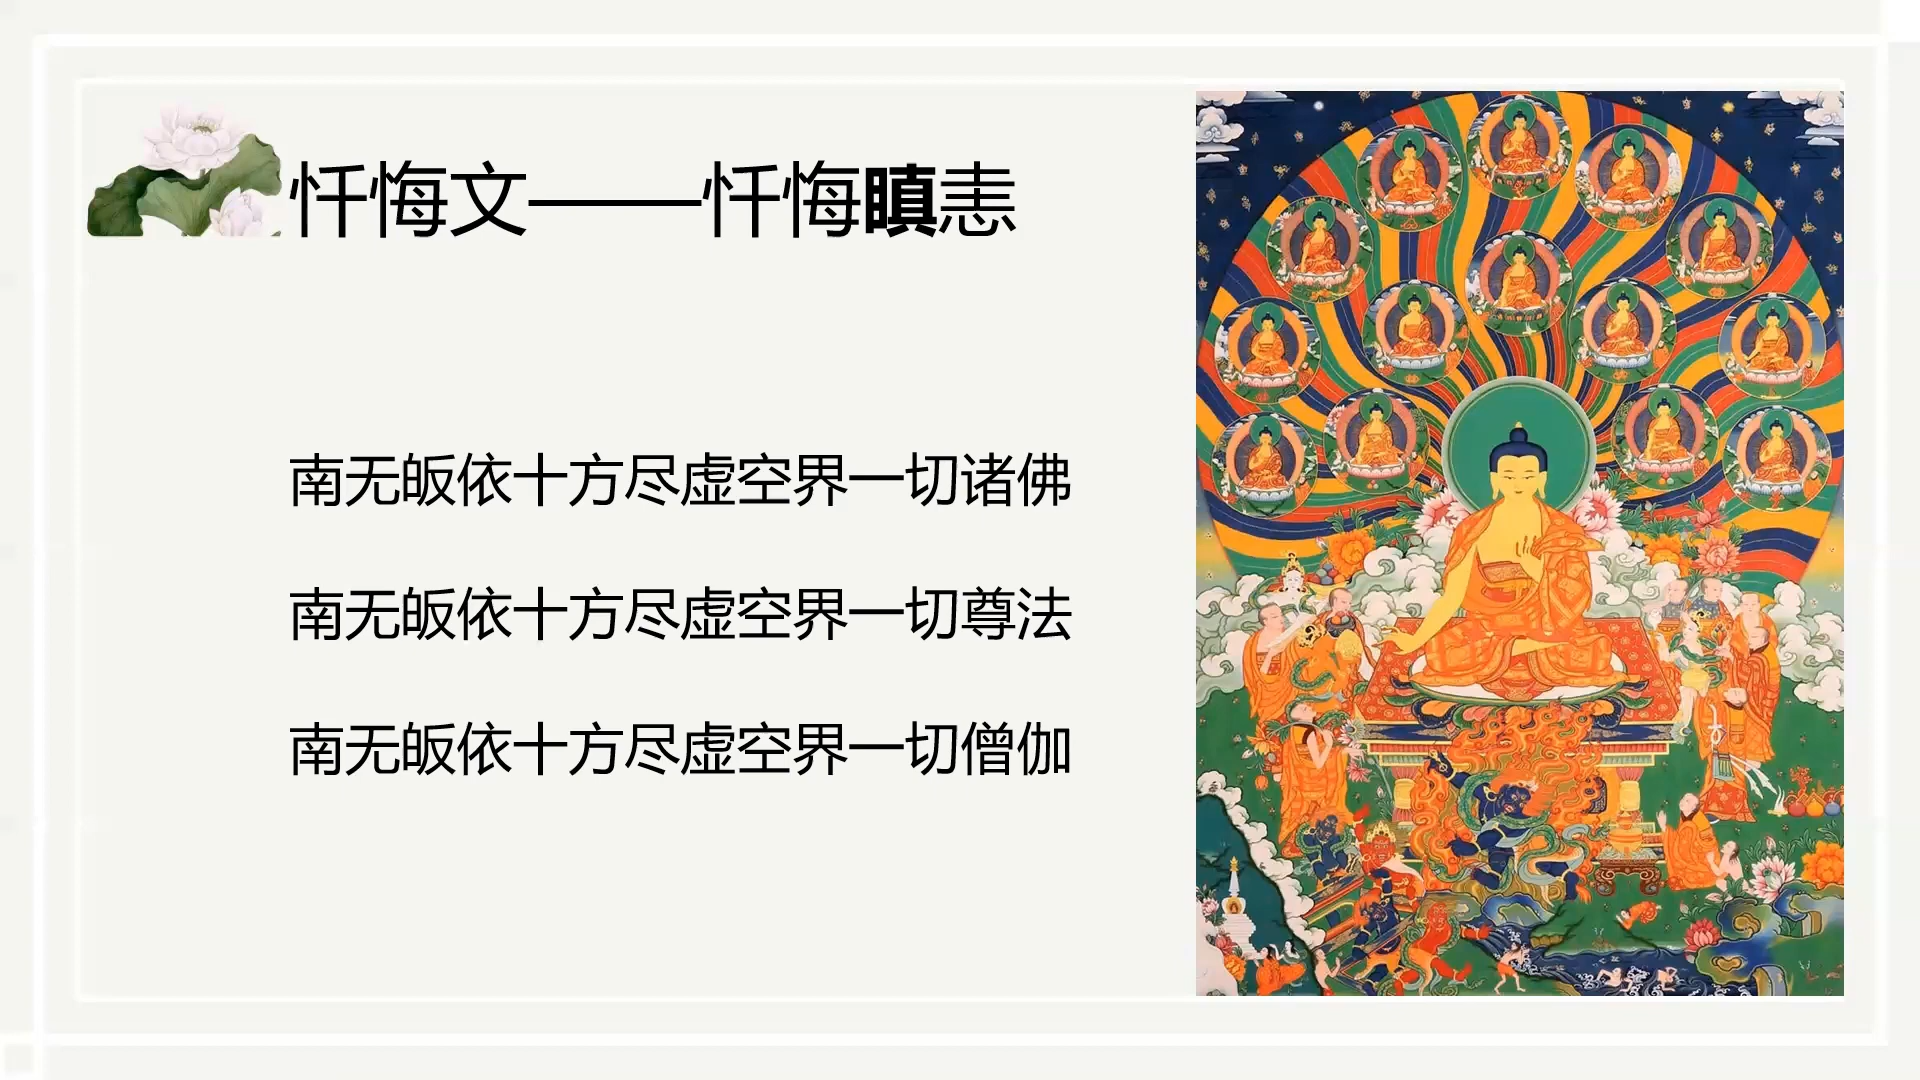 忏悔文——忏悔瞋恚
南无皈依十方尽虚空界一切诸佛
南无皈依十方尽虚空界一切尊法
南无皈依十方尽虚空界一切僧伽